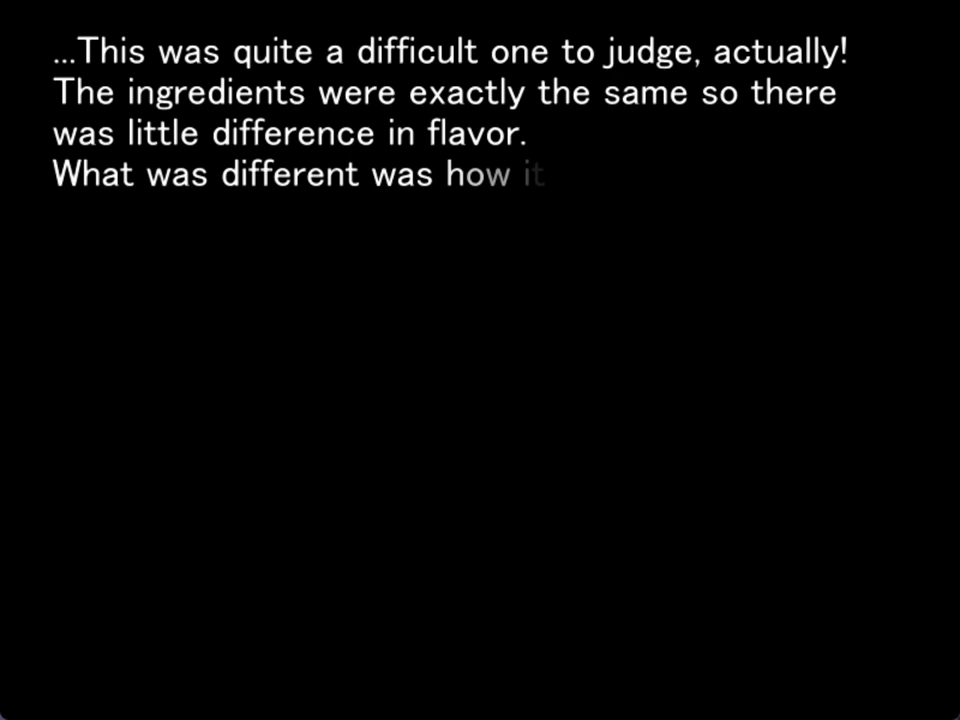 ...This was quite a difficult one to judge, actually!
The ingredients were exactly the same so there
was little difference in flavor.
What was different was how it